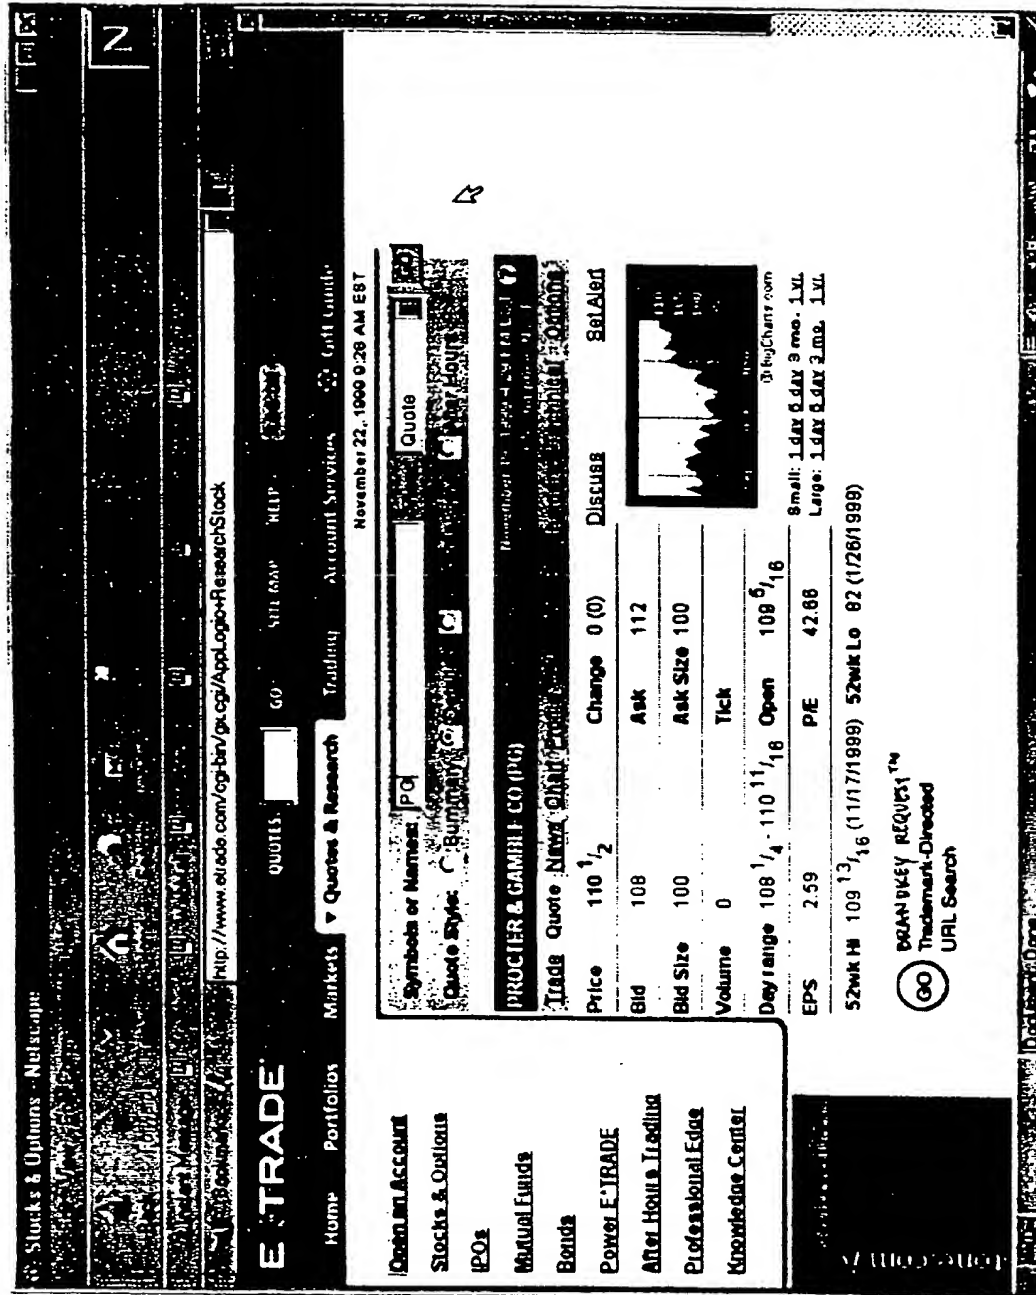 Stocks & Options - Netscape
N
http://www.etrade.com/cgi-bin/gx.cgi/AppLogic+ResearchStock
E*TRADE
QUOTES GO SITE MAP HELP
Home Portfolios Markets ▼ Quotes & Research Trading Account Services Gift Guide
November 22, 1999 9:26 AM EST
Open an Account
Stocks & Options
IPOs
Mutual Funds
Bonds
Power E*TRADE
After Hours Trading
Professional Edge
Knowledge Center
Symbols or Names: PG Quote GO
Quote Style: Summary After Hours
PROCTER & GAMBLE CO (PG)
Trade Quote News Chart Options
Price 110 1/2 Change 0 (0) Discuss Set Alert
Bid 108 Ask 112
Bid Size 100 Ask Size 100
Volume 0 Tick
Day range 108 1/4 - 110 11/16 Open 109 5/16
EPS 2.59 P/E 42.66
52wk Hi 109 13/16 (11/17/1999) 52wk Lo 82 (1/26/1999)
© BigCharts.com
Small: 1 day 5 day 3 mo. 1 yr.
Large: 1 day 5 day 3 mo. 1 yr.
GO BRANDKEY REQUEST™
Trademark-Directed
URL Search